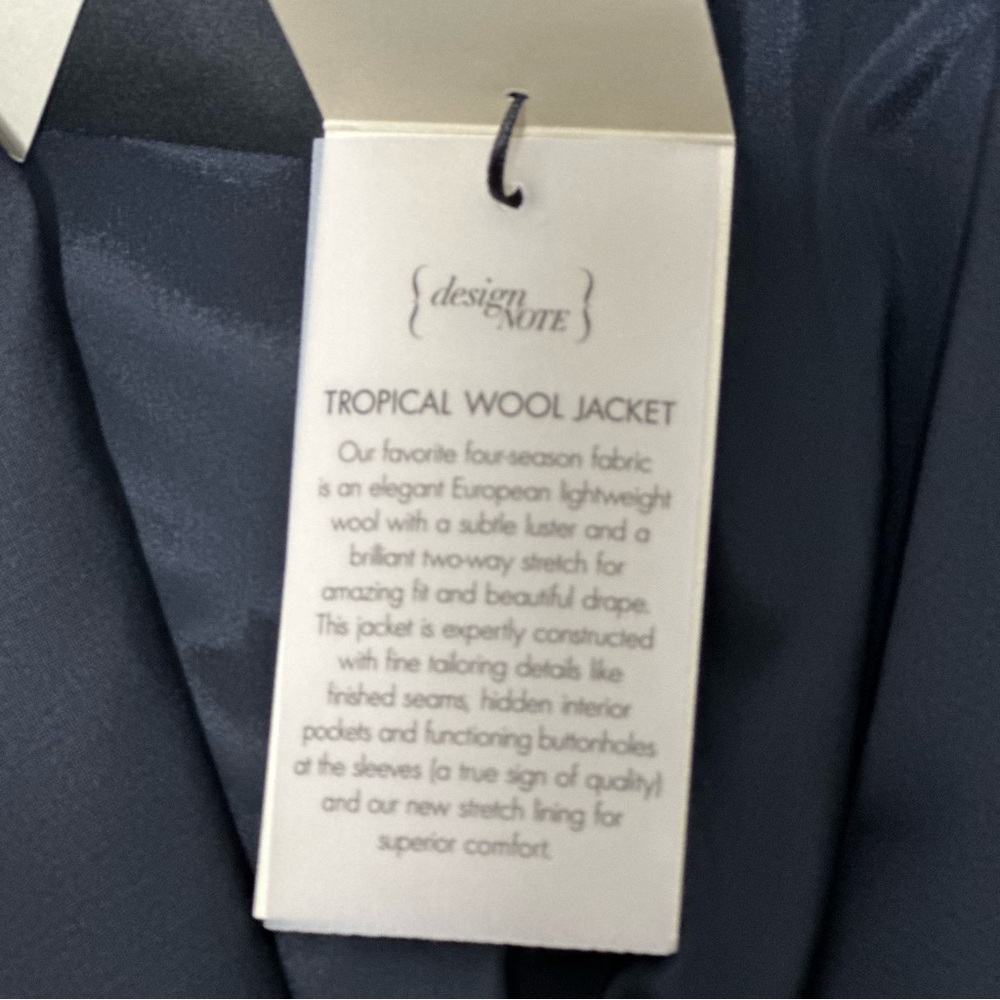 { design NOTE }
TROPICAL WOOL JACKET
Our favorite four-season fabric
is an elegant European lightweight
wool with a subtle luster and a
brilliant two-way stretch for
amazing fit and beautiful drape.
This jacket is expertly constructed
with fine tailoring details like
finished seams, hidden interior
pockets and functioning buttonholes
at the sleeves (a true sign of quality)
and our new stretch lining for
superior comfort.